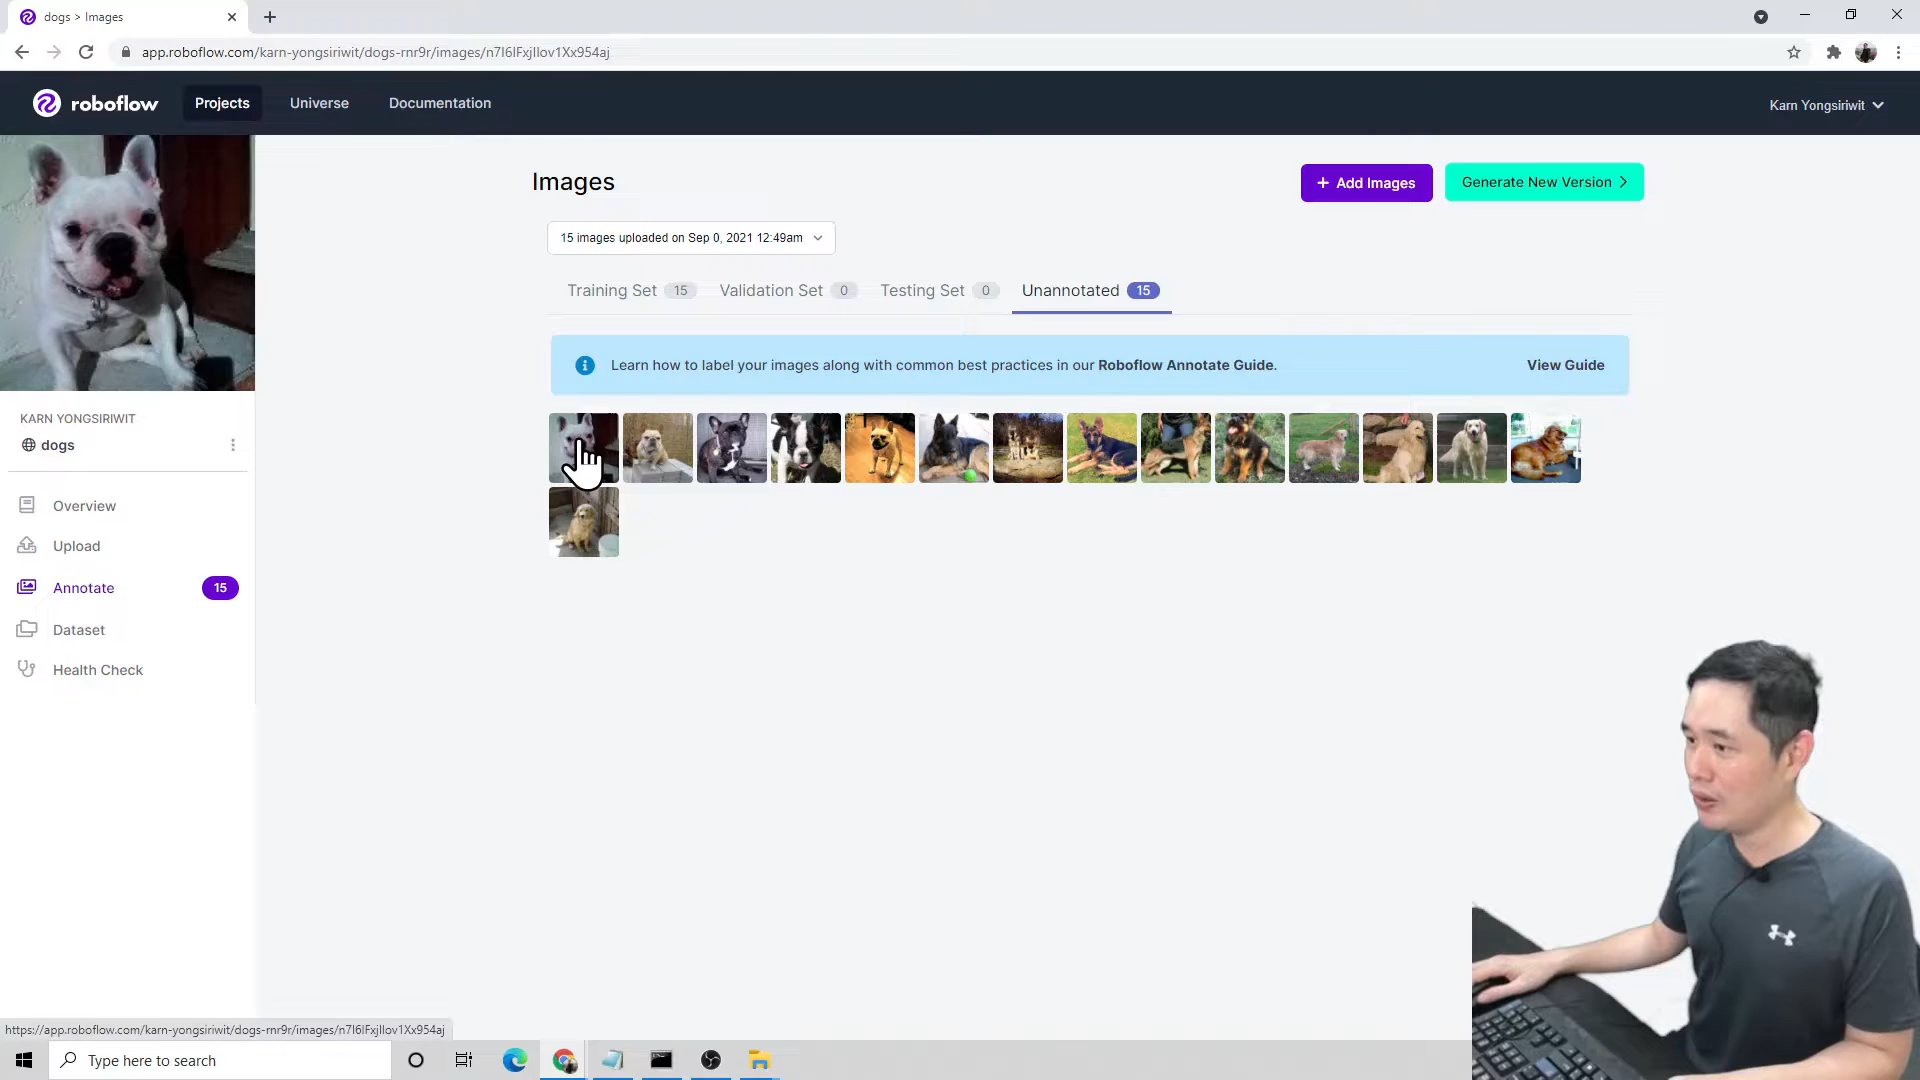 dogs > Images
app.roboflow.com/karn-yongsiriwit/dogs-rnr9r/images/n7I6IFxjIlov1Xx954aj
roboflow
Projects
Universe
Documentation
Karn Yongsiriwit
Images
+ Add Images
Generate New Version
15 images uploaded on Sep 0, 2021 12:49am
Training Set 15
Validation Set 0
Testing Set 0
Unannotated 15
Learn how to label your images along with common best practices in our Roboflow Annotate Guide.
View Guide
KARN YONGSIRIWIT
dogs
Overview
Upload
Annotate
15
Dataset
Health Check
https://app.roboflow.com/karn-yongsiriwit/dogs-rnr9r/images/n7I6IFxjIlov1Xx954aj
Type here to search